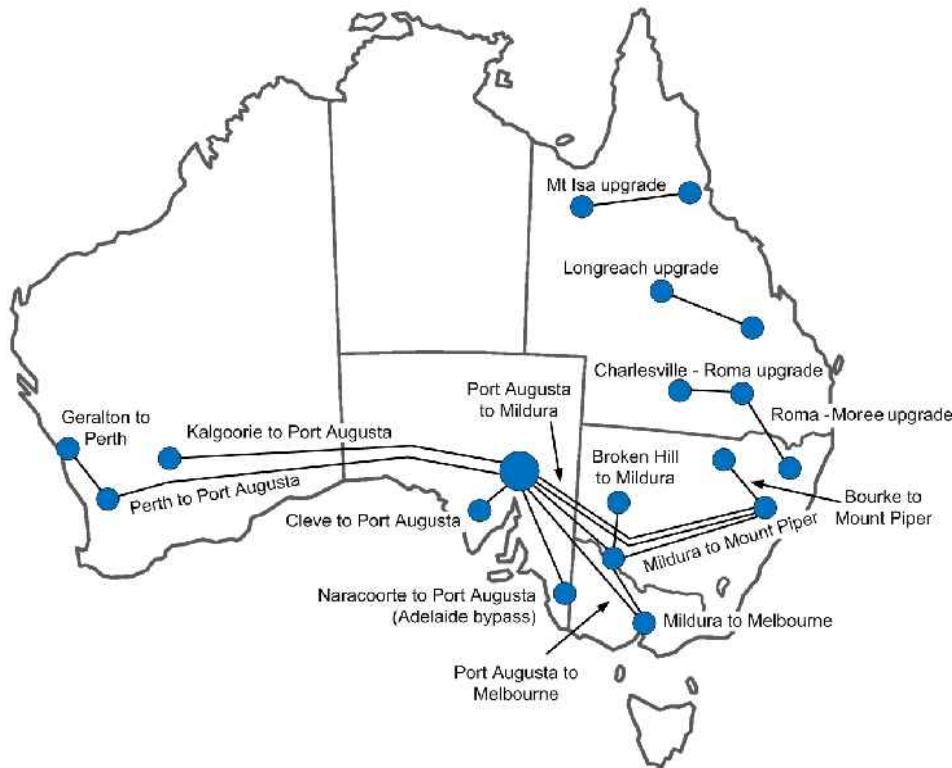 Mt Isa upgrade
Longreach upgrade
Charlesville - Roma upgrade
Port Augusta
to Mildura
Roma - Moree upgrade
Geralton to
Perth
Kalgoorie to Port Augusta
Broken Hill
to Mildura
Perth to Port Augusta
Bourke to
Mount Piper
Cleve to Port Augusta
Mildura to Mount Piper
Naracoorte to Port Augusta
(Adelaide bypass)
Mildura to Melbourne
Port Augusta to
Melbourne